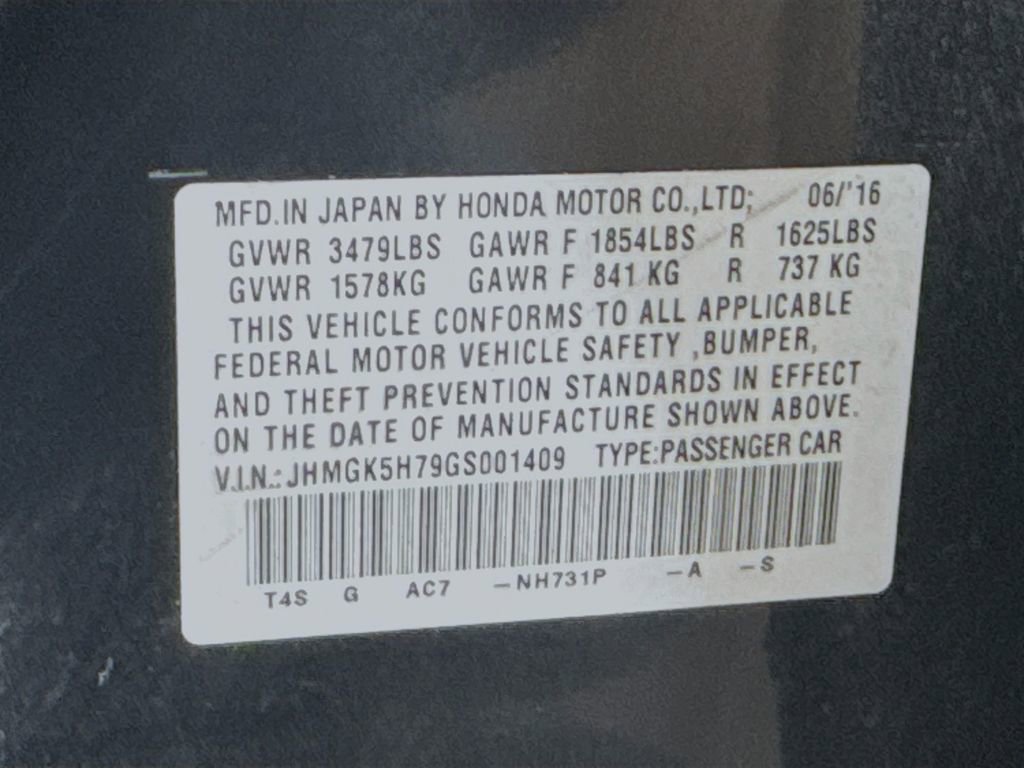 MFD.IN JAPAN BY HONDA MOTOR CO.,LTD; 06/'16
GVWR 3479LBS GAWR F 1854LBS R 1625LBS
GVWR 1578KG GAWR F 841 KG R 737 KG
THIS VEHICLE CONFORMS TO ALL APPLICABLE
FEDERAL MOTOR VEHICLE SAFETY ,BUMPER,
AND THEFT PREVENTION STANDARDS IN EFFECT
ON THE DATE OF MANUFACTURE SHOWN ABOVE.
V.I.N.: JHMGK5H79GS001409 TYPE:PASSENGER CAR
T4S G AC7 -NH731P -A -S